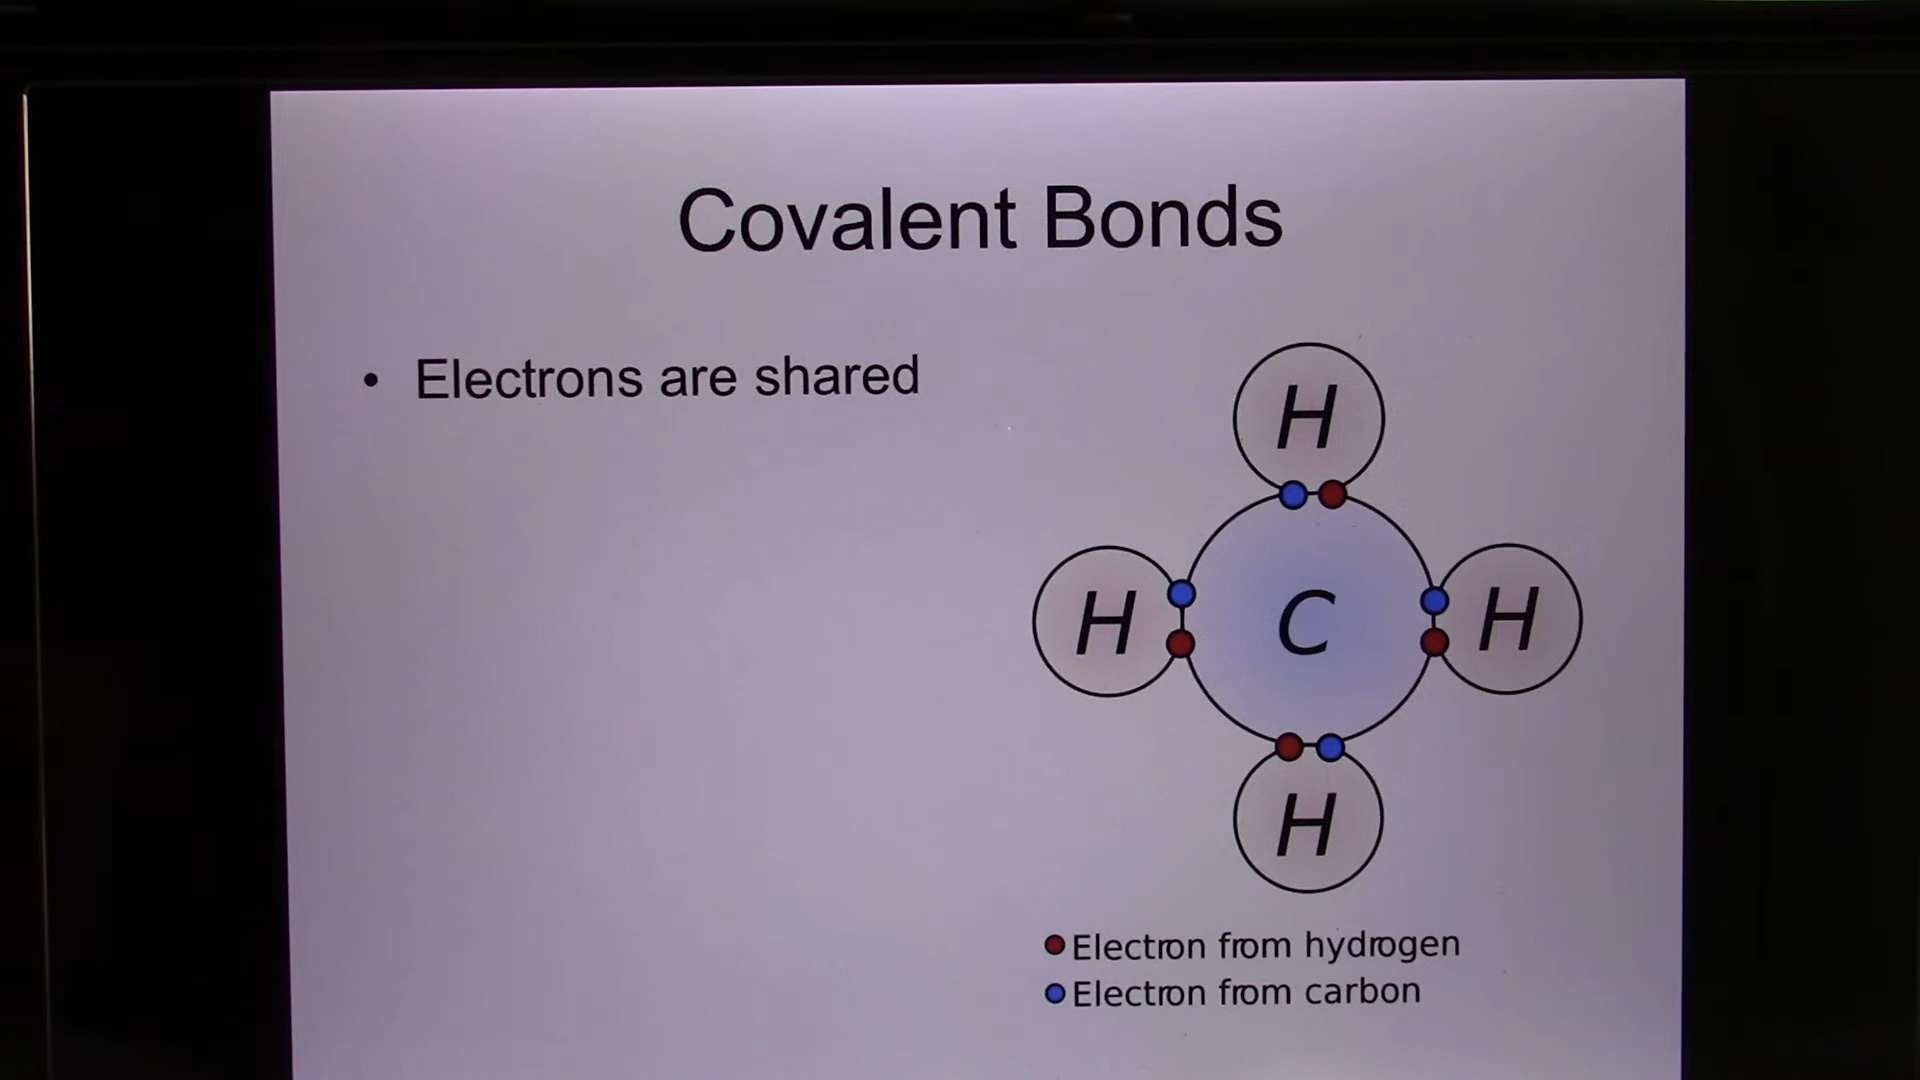 Covalent Bonds
• Electrons are shared
H
H
C
H
H
Electron from hydrogen
Electron from carbon